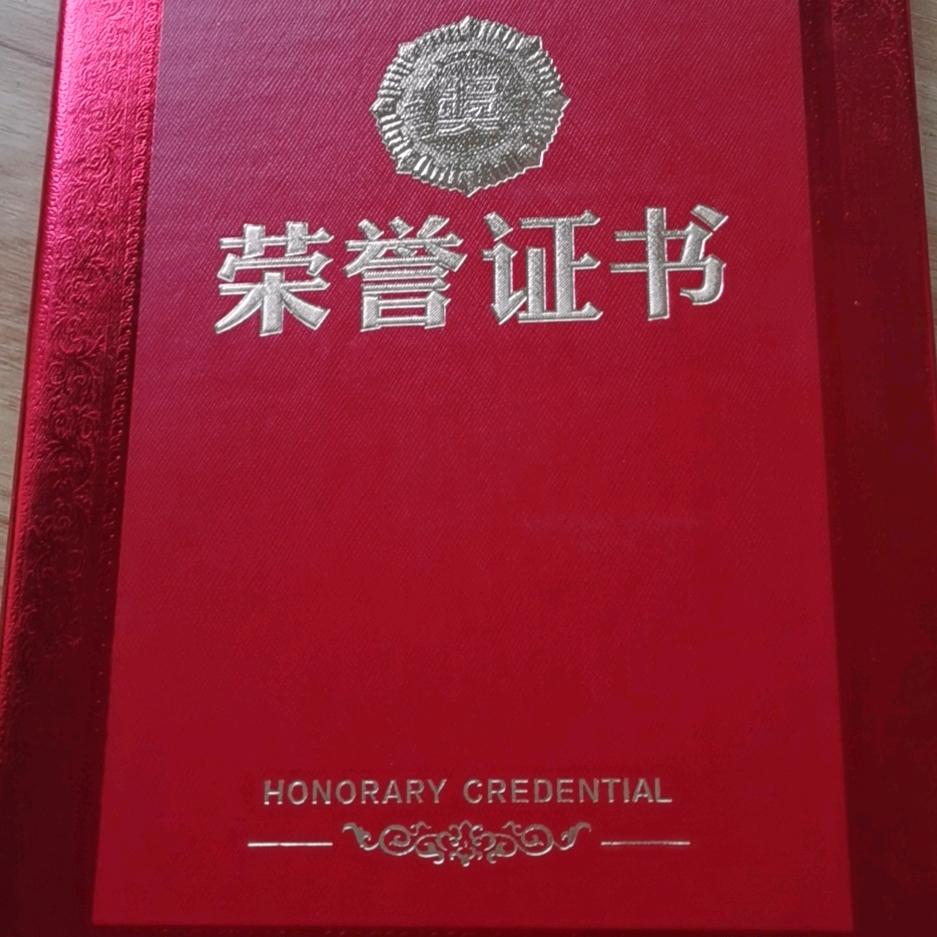 荣誉证书
HONORARY CREDENTIAL